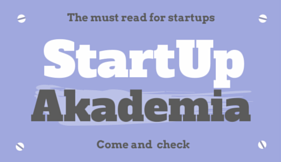 The must read for startups
StartUp
Akademia
Come and check